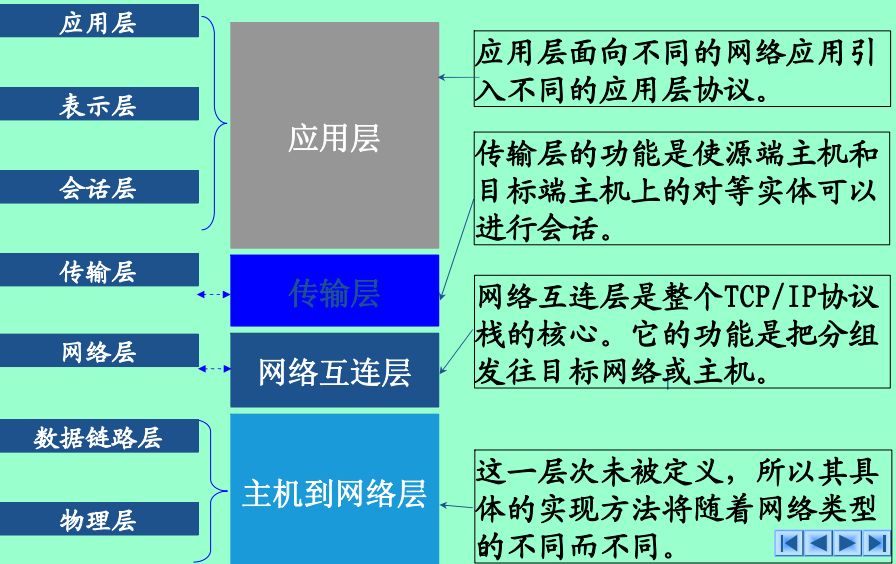 应用层
表示层
会话层
传输层
网络层
数据链路层
物理层
应用层
传输层
网络互连层
主机到网络层
应用层面向不同的网络应用引
入不同的应用层协议。
传输层的功能是使源端主机和
目标端主机上的对等实体可以
进行会话。
网络互连层是整个TCP/IP协议
栈的核心。它的功能是把分组
发往目标网络或主机。
这一层次未被定义，所以其具
体的实现方法将随着网络类型
的不同而不同。